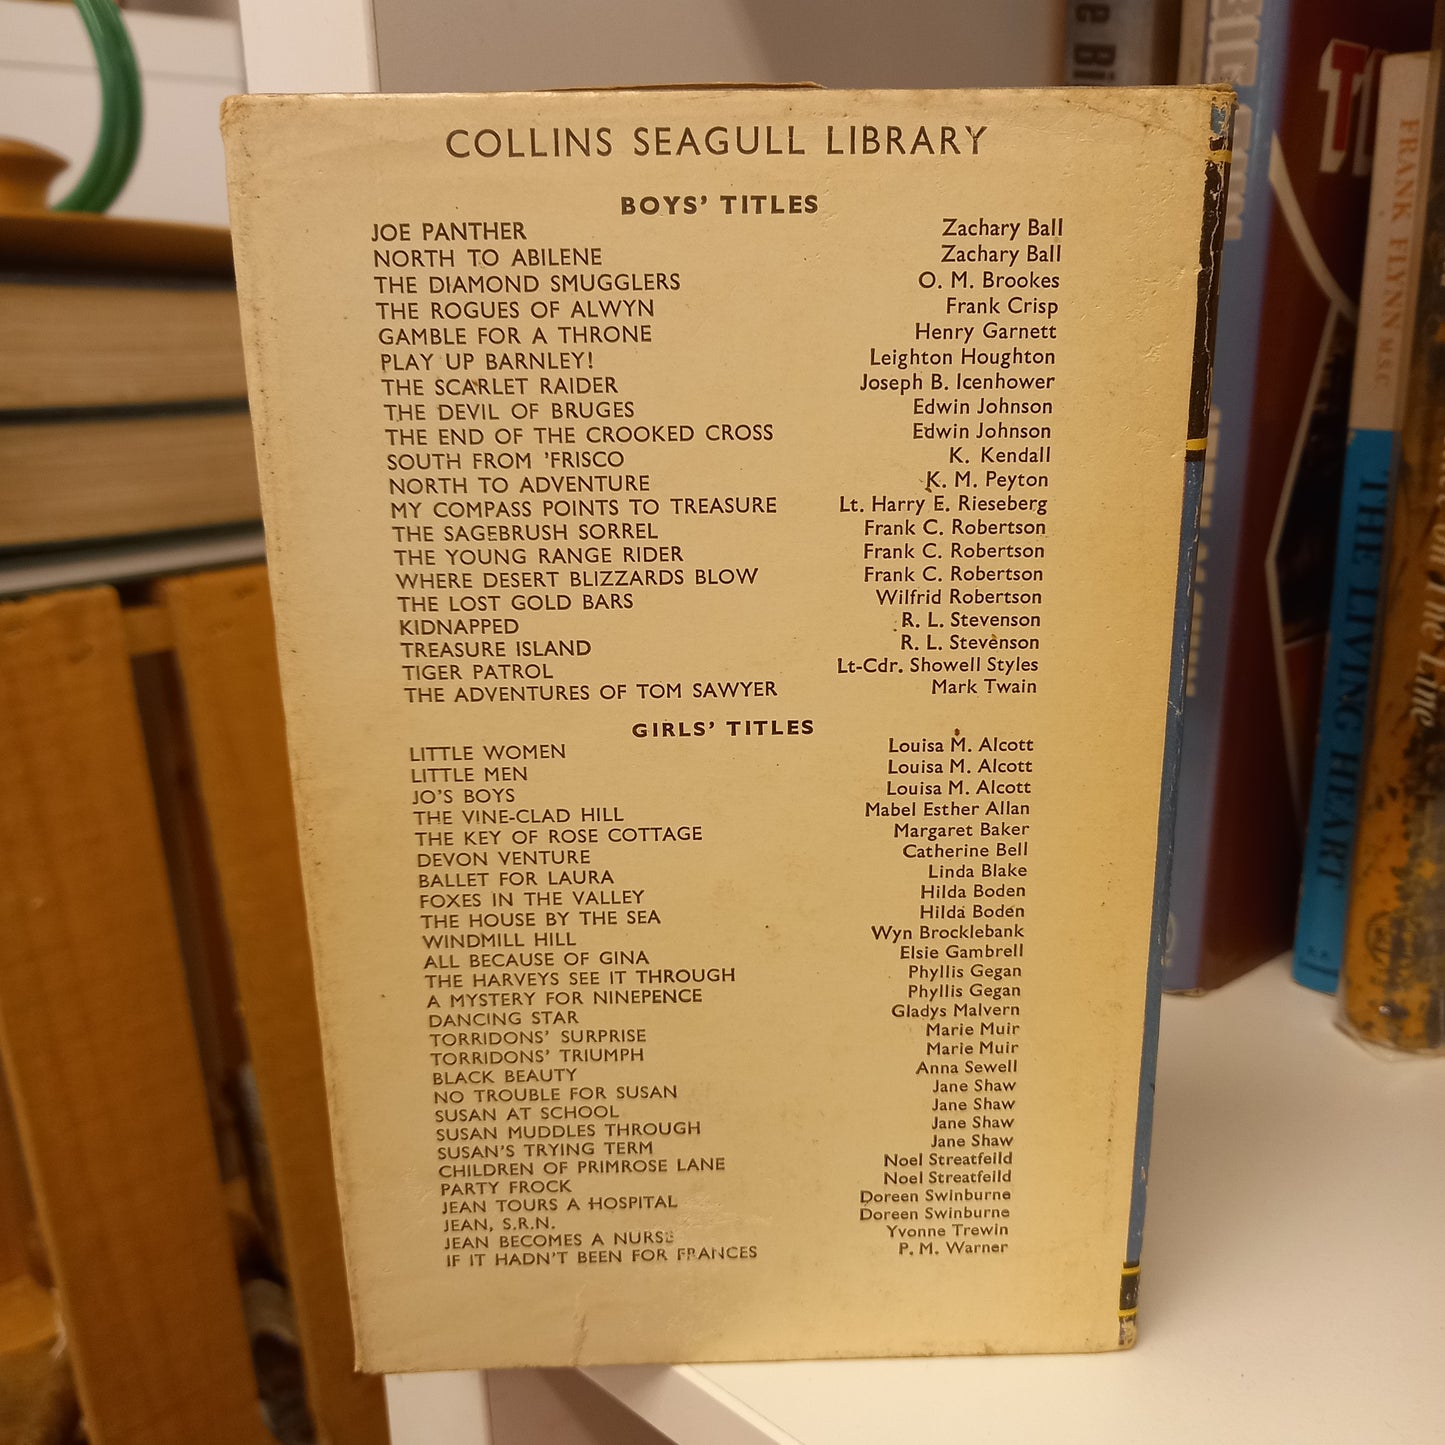 COLLINS SEAGULL LIBRARY
BOYS' TITLES
JOE PANTHER Zachary Ball
NORTH TO ABILENE Zachary Ball
THE DIAMOND SMUGGLERS O. M. Brookes
THE ROGUES OF ALWYN Frank Crisp
GAMBLE FOR A THRONE Henry Garnett
PLAY UP BARNLEY! Leighton Houghton
THE SCARLET RAIDER Joseph B. Icenhower
THE DEVIL OF BRUGES Edwin Johnson
THE END OF THE CROOKED CROSS Edwin Johnson
SOUTH FROM 'FRISCO K. Kendall
NORTH TO ADVENTURE K. M. Peyton
MY COMPASS POINTS TO TREASURE Lt. Harry E. Rieseberg
THE SAGEBRUSH SORREL Frank C. Robertson
THE YOUNG RANGE RIDER Frank C. Robertson
WHERE DESERT BLIZZARDS BLOW Frank C. Robertson
THE LOST GOLD BARS Wilfrid Robertson
KIDNAPPED R. L. Stevenson
TREASURE ISLAND R. L. Stevenson
TIGER PATROL Lt-Cdr. Showell Styles
THE ADVENTURES OF TOM SAWYER Mark Twain
GIRLS' TITLES
LITTLE WOMEN Louisa M. Alcott
LITTLE MEN Louisa M. Alcott
JO'S BOYS Louisa M. Alcott
THE VINE-CLAD HILL Mabel Esther Allan
THE KEY OF ROSE COTTAGE Margaret Baker
DEVON VENTURE Catherine Bell
BALLET FOR LAURA Linda Blake
FOXES IN THE VALLEY Hilda Boden
THE HOUSE BY THE SEA Hilda Boden
WINDMILL HILL Wyn Brocklebank
ALL BECAUSE OF GINA Elsie Gambrell
THE HARVEYS SEE IT THROUGH Phyllis Gegan
A MYSTERY FOR NINEPENCE Phyllis Gegan
DANCING STAR Gladys Malvern
TORRIDONS' SURPRISE Marie Muir
TORRIDONS' TRIUMPH Marie Muir
BLACK BEAUTY Anna Sewell
NO TROUBLE FOR SUSAN Jane Shaw
SUSAN AT SCHOOL Jane Shaw
SUSAN MUDDLES THROUGH Jane Shaw
SUSAN'S TRYING TERM Jane Shaw
CHILDREN OF PRIMROSE LANE Noel Streatfeild
PARTY FROCK Noel Streatfeild
JEAN TOURS A HOSPITAL Doreen Swinburne
JEAN, S.R.N. Doreen Swinburne
JEAN BECOMES A NURSE Yvonne Trewin
IF IT HADN'T BEEN FOR FRANCES P. M. Warner
FRANK FLYNN MSC
THE LIVING HEART
on The Line